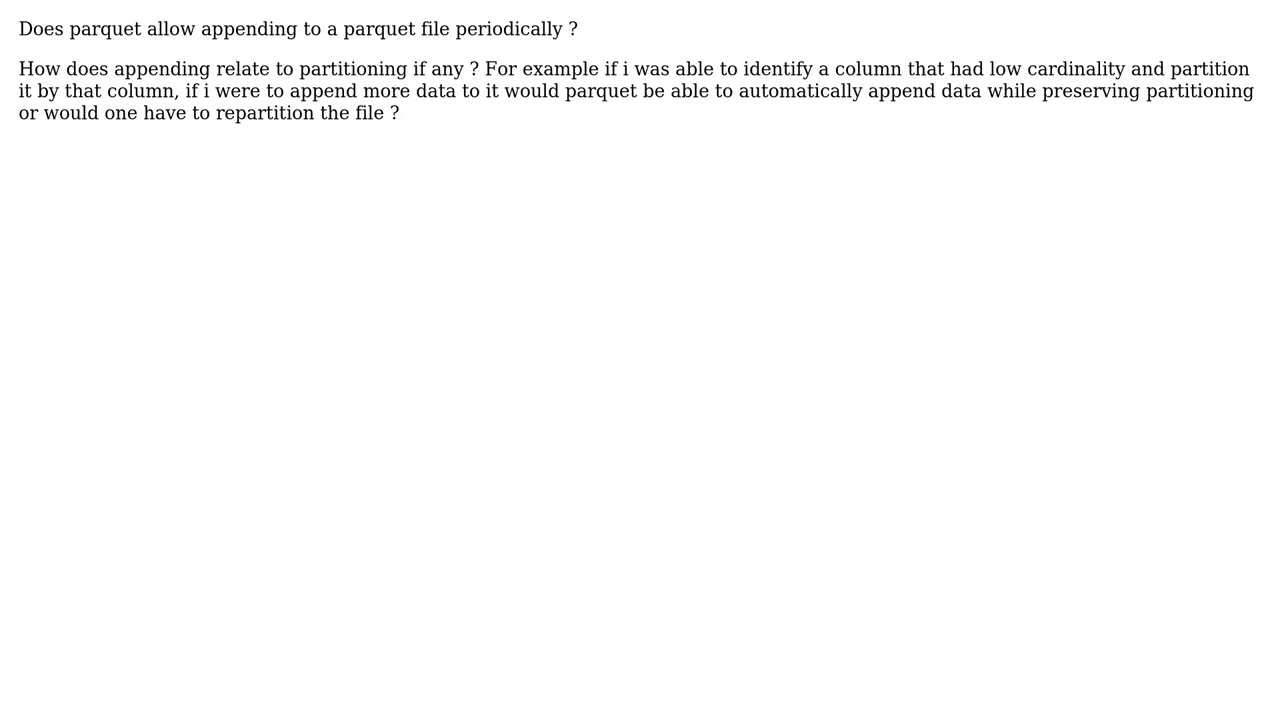 Does parquet allow appending to a parquet file periodically ?
How does appending relate to partitioning if any ? For example if i was able to identify a column that had low cardinality and partition
it by that column, if i were to append more data to it would parquet be able to automatically append data while preserving partitioning
or would one have to repartition the file ?